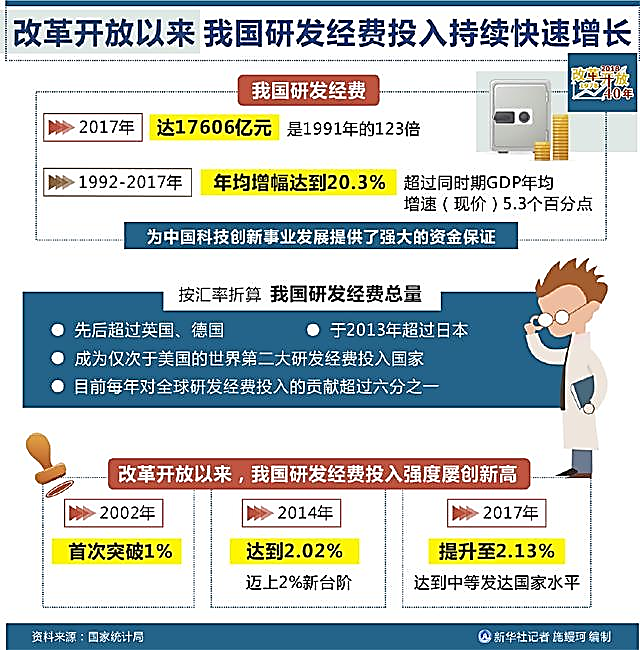 改革开放以来 我国研发经费投入持续快速增长
2018
改革开放
1978
40年
我国研发经费
2017年 达17606亿元 是1991年的123倍
1992-2017年 年均增幅达到20.3% 超过同时期GDP年均
增速（现价）5.3个百分点
为中国科技创新事业发展提供了强大的资金保证
按汇率折算 我国研发经费总量
先后超过英国、德国 于2013年超过日本
成为仅次于美国的世界第二大研发经费投入国家
目前每年对全球研发经费投入的贡献超过六分之一
改革开放以来，我国研发经费投入强度屡创新高
2002年 2014年 2017年
首次突破1% 达到2.02% 提升至2.13%
迈上2%新台阶 达到中等发达国家水平
资料来源：国家统计局 新华社记者 施鳗珂 编制